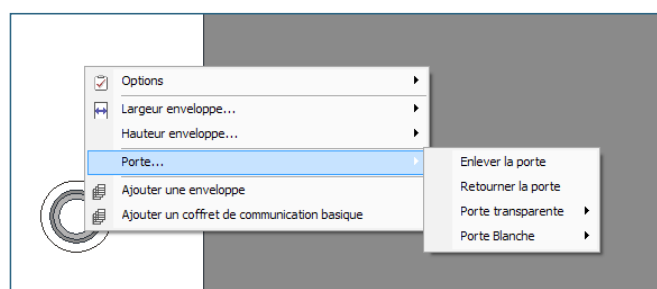 Options
Largeur enveloppe...
Hauteur enveloppe...
Porte...
Enlever la porte
Ajouter une enveloppe
Retourner la porte
Ajouter un coffret de communication basique
Porte transparente
Porte Blanche